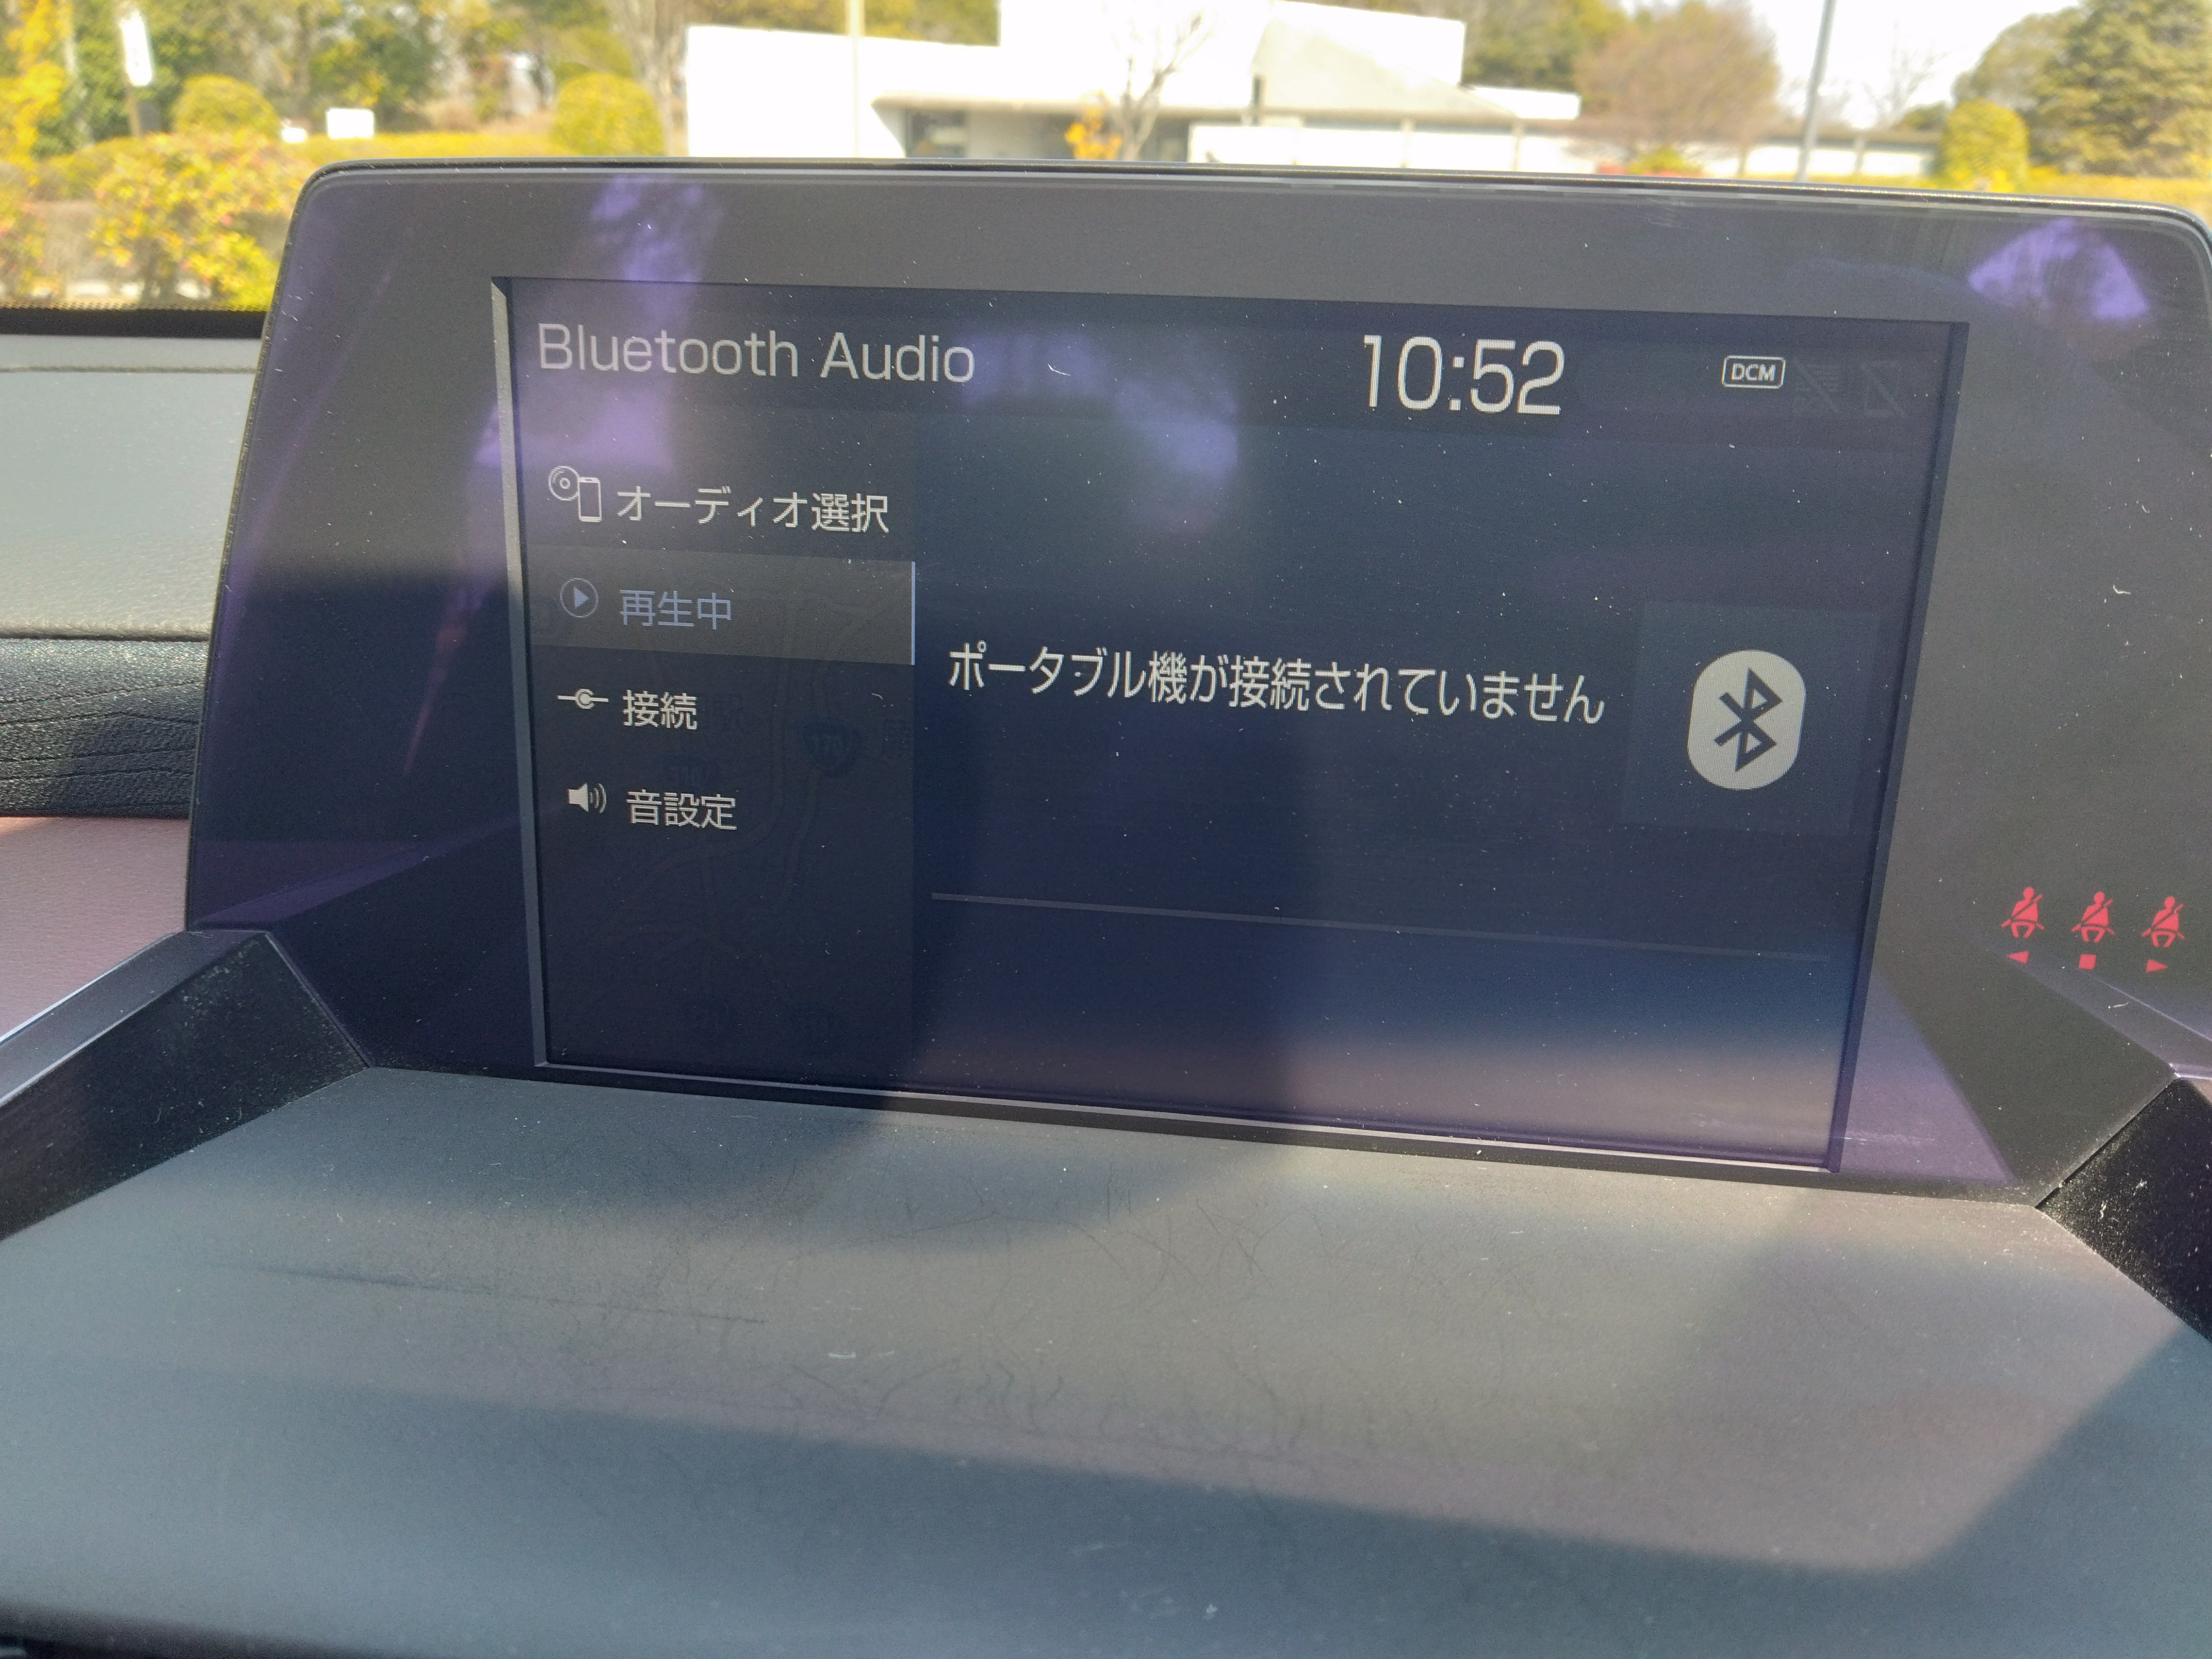 Bluetooth Audio
10:52
DCM
オーディオ選択
再生中
接続
音設定
ポータブル機が接続されていません